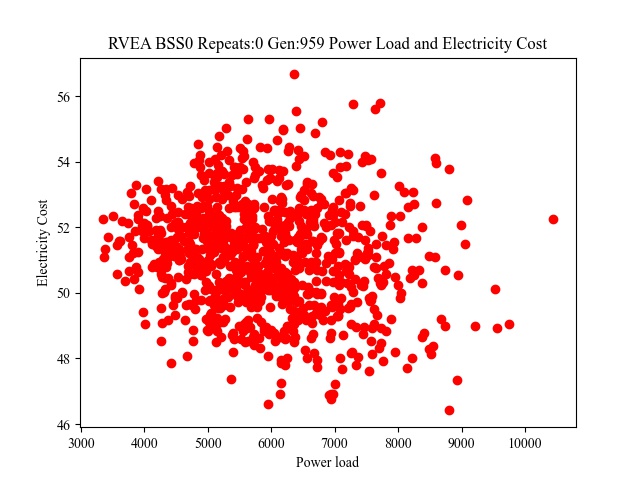 RVEA BSS0 Repeats:0 Gen:959 Power Load and Electricity Cost
56
54
52
50
48
46
Electricity Cost
3000 4000 5000 6000 7000 8000 9000 10000
Power load